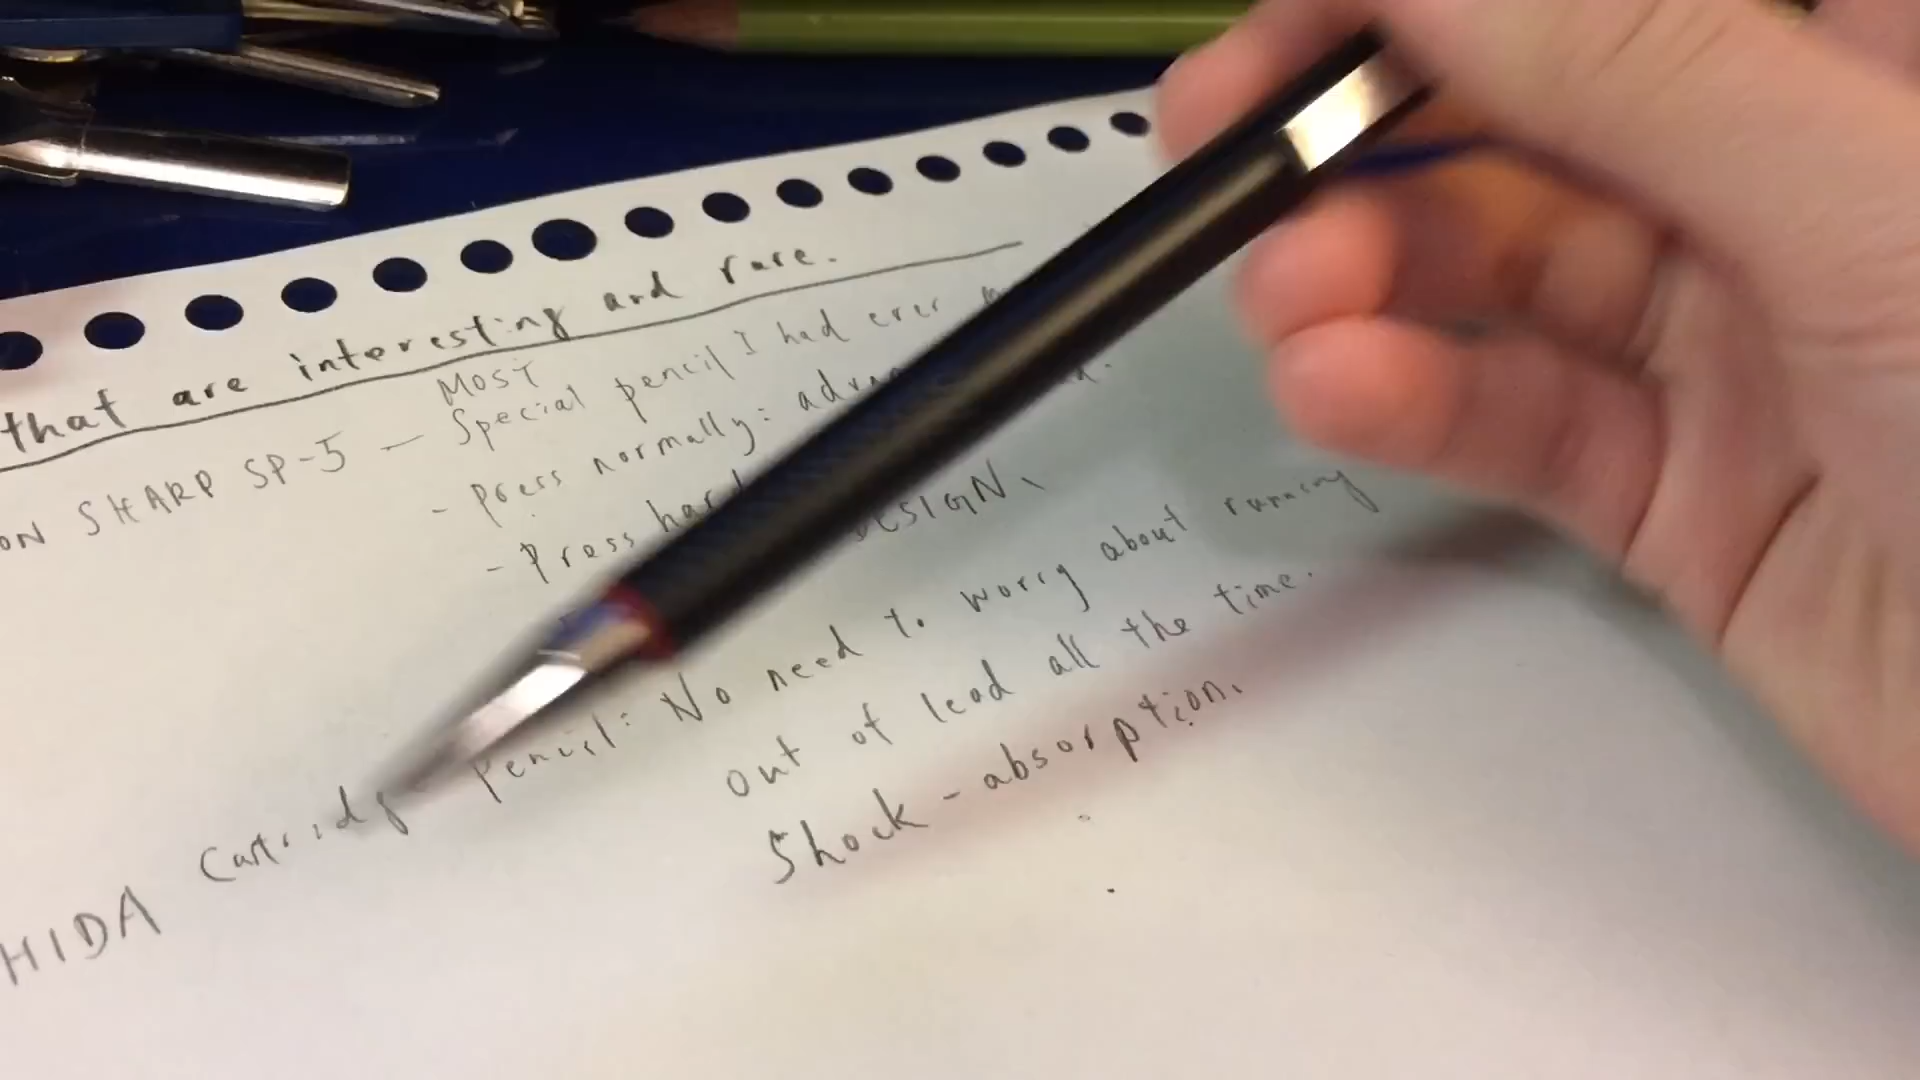 that are interesting and rare.
ON SHARP SP-5 — MOST Special pencil I had ever
- Press normally:
- Press hard DESIGN.
HIDA Cartridge pencil: No need to worry about running
out of lead all the time.
Shock-absorption.